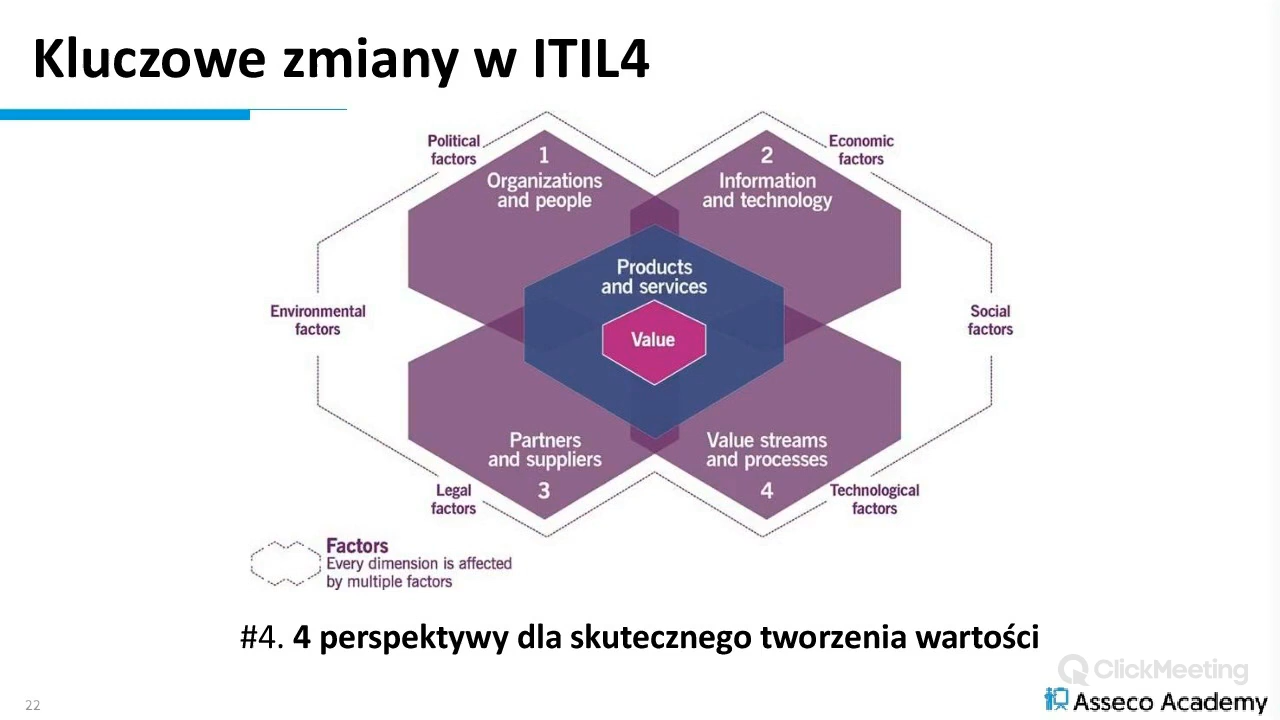 Kluczowe zmiany w ITIL4
Political
factors
Economic
factors
1
Organizations
and people
2
Information
and technology
Products
and services
Value
Environmental
factors
Social
factors
Partners
and suppliers
3
Value streams
and processes
4
Legal
factors
Technological
factors
Factors
Every dimension is affected
by multiple factors
#4. 4 perspektywy dla skutecznego tworzenia wartości
ClickMeeting
22
Asseco Academy